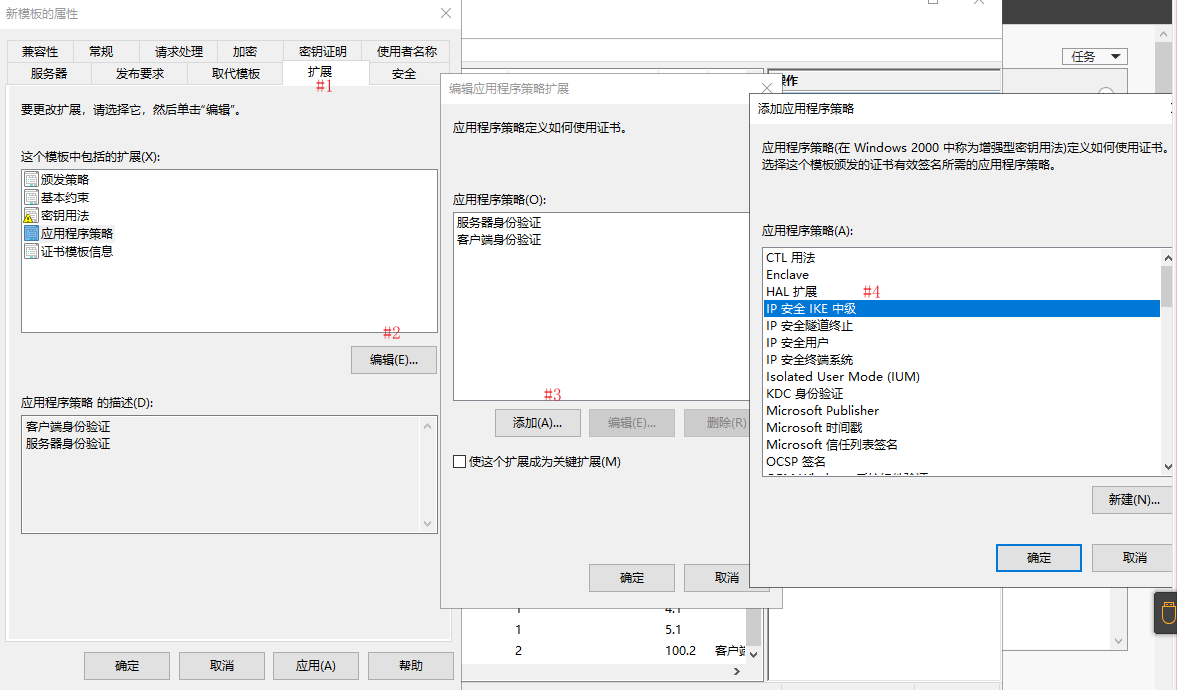 新模板的属性
兼容性 常规 请求处理 加密 密钥证明 使用者名称
服务器 发布要求 取代模板 扩展 安全
#1
要更改扩展，请选择它，然后单击“编辑”。
这个模板中包括的扩展(X):
颁发策略
基本约束
密钥用法
应用程序策略
证书模板信息
#2
编辑(E)...
应用程序策略 的描述(D):
客户端身份验证
服务器身份验证
确定 取消 应用(A) 帮助
编辑应用程序策略扩展
应用程序策略定义如何使用证书。
应用程序策略(O):
服务器身份验证
客户端身份验证
#3
添加(A)... 编辑(E)... 删除(R)
使这个扩展成为关键扩展(M)
确定 取消
1 4.1
1 5.1
2 100.2 客户端
任务
添加应用程序策略
应用程序策略(在 Windows 2000 中称为增强型密钥用法)定义如何使用证书。
选择这个模板颁发的证书有效签名所需的应用程序策略。
应用程序策略(A):
CTL 用法
Enclave
HAL 扩展
#4
IP 安全 IKE 中级
IP 安全隧道终止
IP 安全用户
IP 安全终端系统
Isolated User Mode (IUM)
KDC 身份验证
Microsoft Publisher
Microsoft 时间戳
Microsoft 信任列表签名
OCSP 签名
新建(N)...
确定 取消